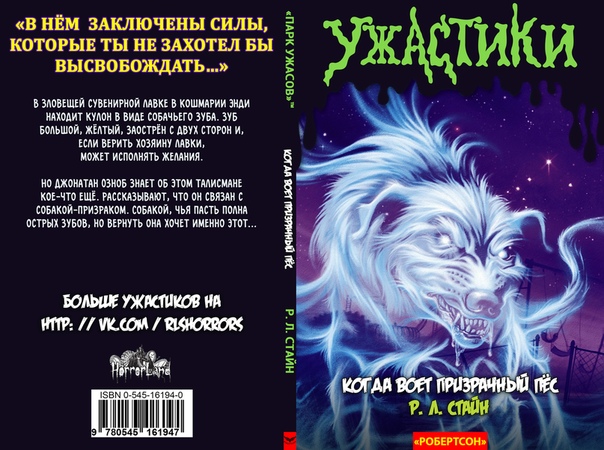 «В НЁМ ЗАКЛЮЧЕНЫ СИЛЫ,
КОТОРЫЕ ТЫ НЕ ЗАХОТЕЛ БЫ
ВЫСВОБОЖДАТЬ...»
В ЗЛОВЕЩЕЙ СУВЕНИРНОЙ ЛАВКЕ В КОШМАРИИ ЭНДИ
НАХОДИТ КУЛОН В ВИДЕ СОБАЧЬЕГО ЗУБА. ЗУБ
БОЛЬШОЙ, ЖЁЛТЫЙ, ЗАОСТРЁН С ДВУХ СТОРОН И,
ЕСЛИ ВЕРИТЬ ХОЗЯИНУ ЛАВКИ,
МОЖЕТ ИСПОЛНЯТЬ ЖЕЛАНИЯ.
НО ДЖОНАТАН ОЗНОБ ЗНАЕТ ОБ ЭТОМ ТАЛИСМАНЕ
КОЕ-ЧТО ЕЩЁ. РАССКАЗЫВАЮТ, ЧТО ОН СВЯЗАН С
СОБАКОЙ-ПРИЗРАКОМ. СОБАКОЙ, ЧЬЯ ПАСТЬ ПОЛНА
ОСТРЫХ ЗУБОВ, НО ВЕРНУТЬ ОНА ХОЧЕТ ИМЕННО ЭТОТ...
БОЛЬШЕ УЖАСТИКОВ НА
HTTP: // VK.COM / RLSHORRORS
HorrorLand
ISBN 0-545-16194-0
9 780545 161947
«ПАРК УЖАСОВ»™
КОГДА ВОЕТ ПРИЗРАЧНЫЙ ПЁС
Р. Л. СТАЙН
УЖАСТИКИ
КОГДА ВОЕТ ПРИЗРАЧНЫЙ ПЁС
Р. Л. СТАЙН
«РОБЕРТСОН»